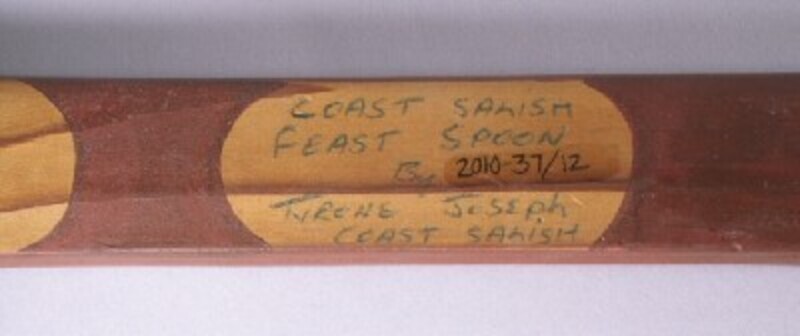 COAST SALISH
FEAST SPOON
By 2010-37/12
TYRONE JOSEPH
COAST SALISH